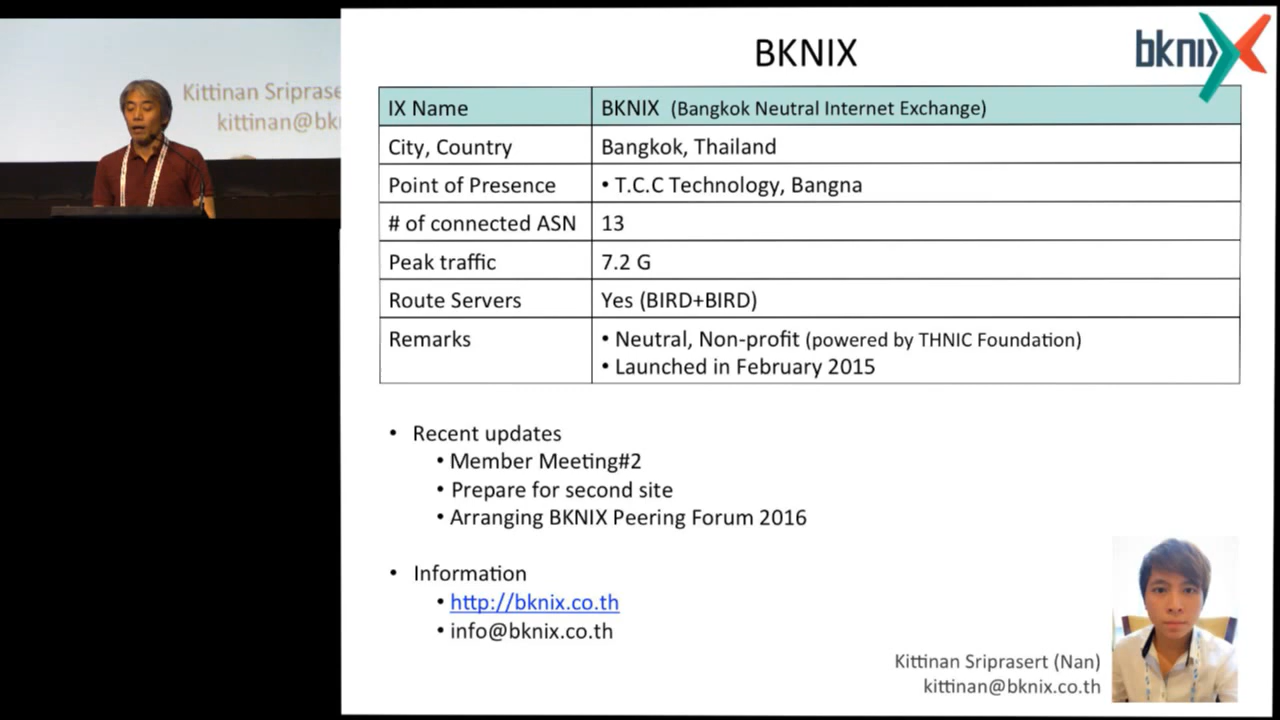 Kittinan Sriprase
kittinan@bk
BKNIX
bknix
IX Name BKNIX (Bangkok Neutral Internet Exchange)
City, Country Bangkok, Thailand
Point of Presence • T.C.C Technology, Bangna
# of connected ASN 13
Peak traffic 7.2 G
Route Servers Yes (BIRD+BIRD)
Remarks • Neutral, Non-profit (powered by THNIC Foundation)
• Launched in February 2015
• Recent updates
• Member Meeting#2
• Prepare for second site
• Arranging BKNIX Peering Forum 2016
• Information
• http://bknix.co.th
• info@bknix.co.th
Kittinan Sriprasert (Nan)
kittinan@bknix.co.th